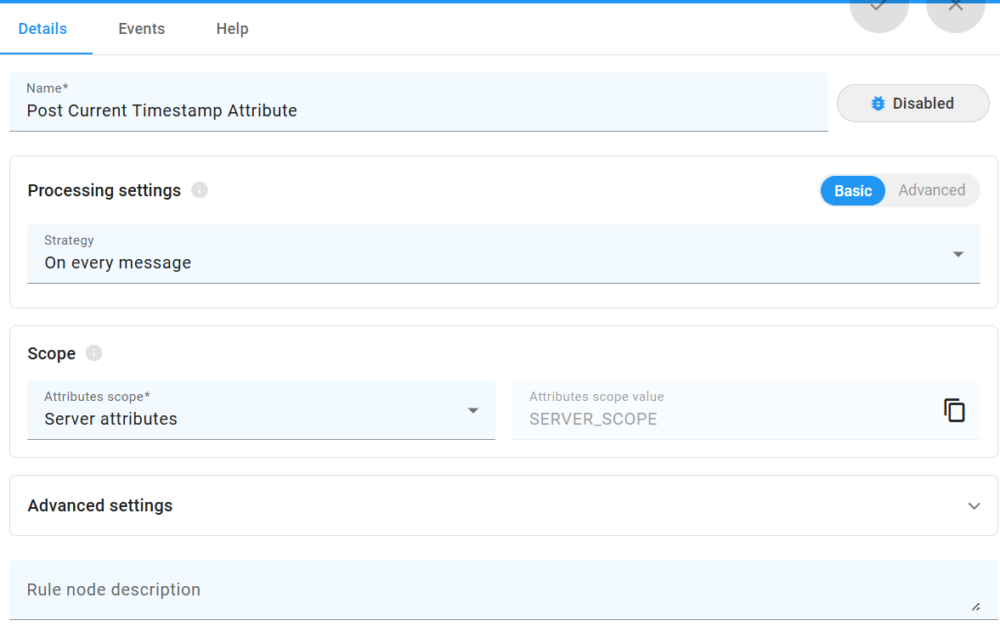 Details
Events
Help
Name*
Post Current Timestamp Attribute
Disabled
Processing settings
Basic
Advanced
Strategy
On every message
Scope
Attributes scope*
Server attributes
Attributes scope value
SERVER_SCOPE
Advanced settings
Rule node description